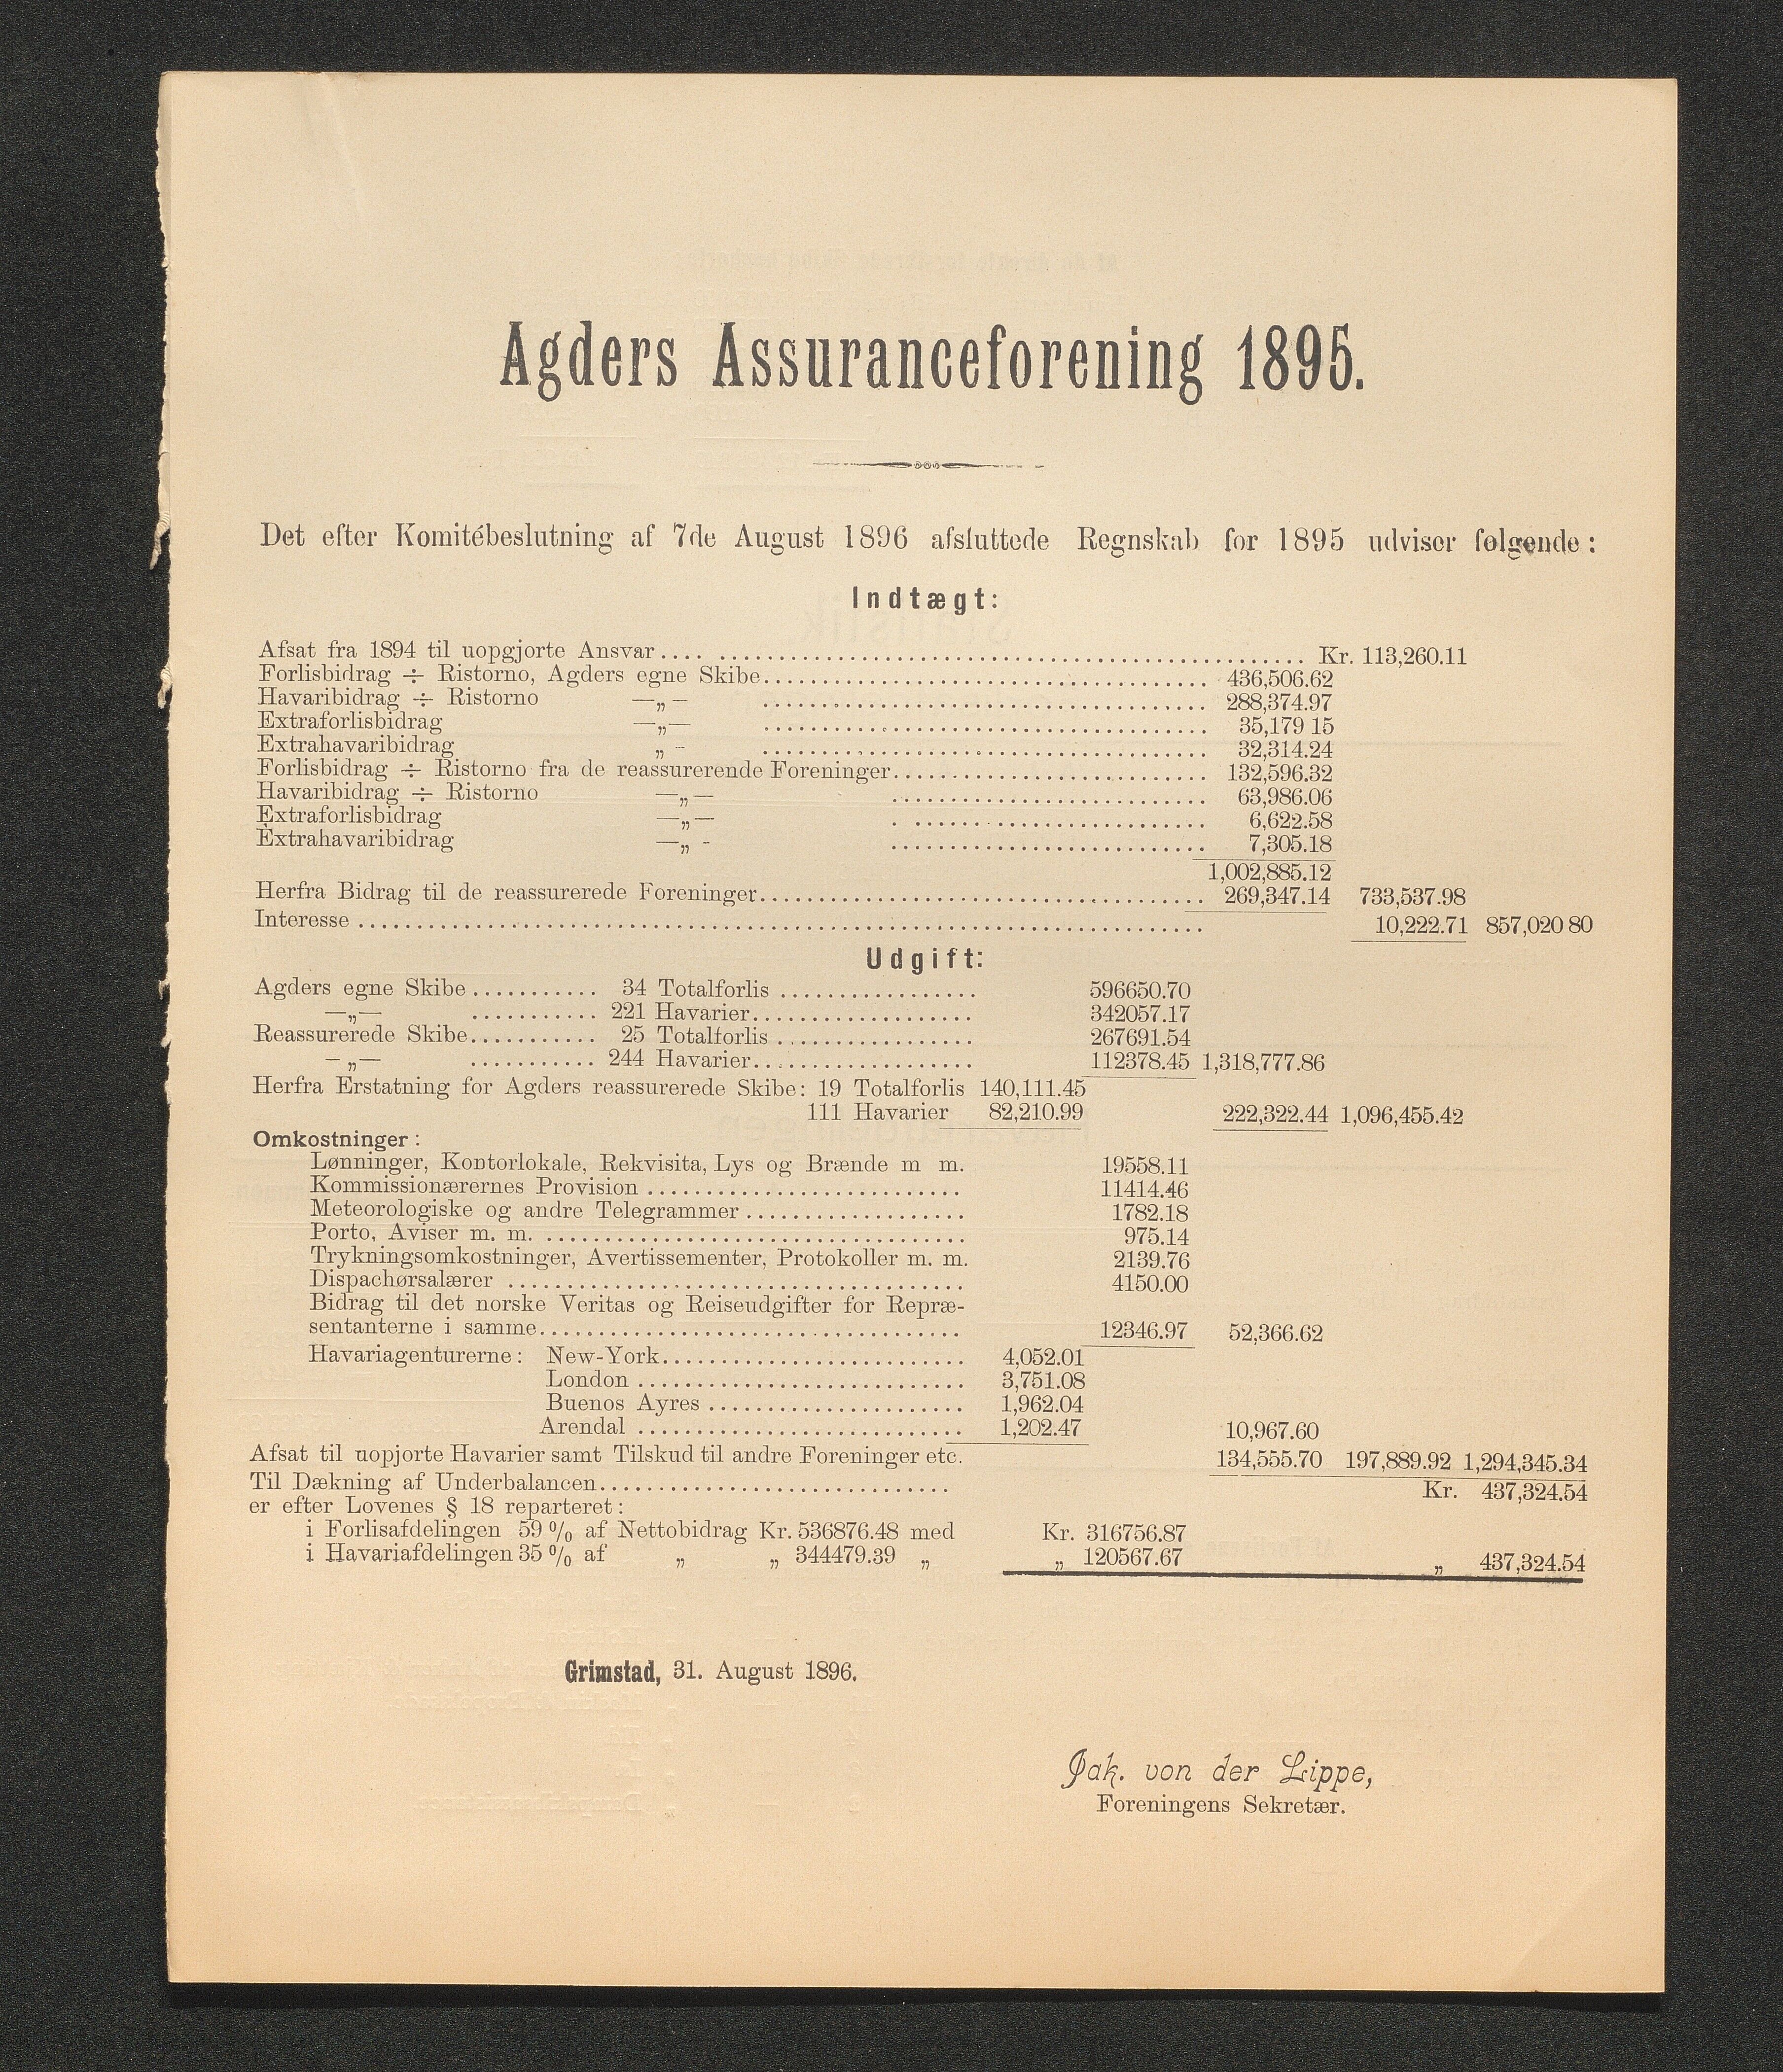 Agders Assuranceforening 1895.
Det efter Komitébeslutning af 7de August 1896 afsluttede Regnskab for 1895 udviser følgende:
Indtægt:
Afsat fra 1894 til uopgjorte Ansvar.... .......... Kr. 113,260.11
Forlisbidrag ÷ Ristorno, Agders egne Skibe.......... 436,506.62
Havaribidrag ÷ Ristorno —„— .......... 288,374.97
Extraforlisbidrag —„— .......... 35,179 15
Extrahavaribidrag „ - .......... 32,314.24
Forlisbidrag ÷ Ristorno fra de reassurerende Foreninger.......... 132,596.32
Havaribidrag ÷ Ristorno —„— .......... 63,986.06
Extraforlisbidrag —„— .......... 6,622.58
Extrahavaribidrag —„ - .......... 7,305.18
1,002,885.12
Herfra Bidrag til de reassurerede Foreninger.......... 269,347.14 733,537.98
Interesse .......... 10,222.71 857,020 80
Udgift:
Agders egne Skibe........... 34 Totalforlis .......... 596650.70
—„— ........... 221 Havarier.......... 342057.17
Reassurerede Skibe........... 25 Totalforlis .......... 267691.54
–„— ........... 244 Havarier.......... 112378.45 1,318,777.86
Herfra Erstatning for Agders reassurerede Skibe: 19 Totalforlis 140,111.45
111 Havarier 82,210.99 222,322.44 1,096,455.42
Omkostninger:
Lønninger, Kontorlokale, Rekvisita, Lys og Brænde m m. 19558.11
Kommissionærernes Provision .......... 11414.46
Meteorologiske og andre Telegrammer .......... 1782.18
Porto, Aviser m. m. .......... 975.14
Trykningsomkostninger, Avertissementer, Protokoller m. m. 2139.76
Dispachørsalærer .......... 4150.00
Bidrag til det norske Veritas og Reiseudgifter for Repræ-
sentanterne i samme.......... 12346.97 52,366.62
Havariagenturerne: New-York.......... 4,052.01
London .......... 3,751.08
Buenos Ayres .......... 1,962.04
Arendal .......... 1,202.47 10,967.60
Afsat til uopjorte Havarier samt Tilskud til andre Foreninger etc. 134,555.70 197,889.92 1,294,345.34
Til Dækning af Underbalancen.......... Kr. 437,324.54
er efter Lovenes § 18 reparteret:
i Forlisafdelingen 59 % af Nettobidrag Kr. 536876.48 med Kr. 316756.87
i Havariafdelingen 35 % af „ „ 344479.39 „ „ 120567.67 „ 437,324.54
Grimstad, 31. August 1896.
Jak. von der Lippe,
Foreningens Sekretær.